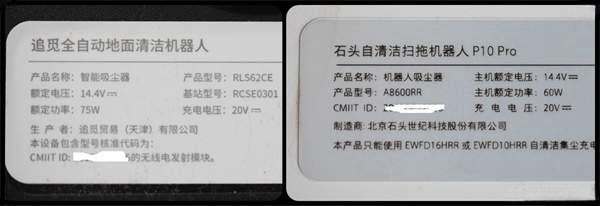 追觅全自动地面清洁机器人
产品名称：智能吸尘器 产品型号：RLS62CE
额定电压：14.4V⎓ 基站型号：RCSE0301
额定功率：75W 充电电压：20V⎓
生 产 者：追觅贸易（天津）有限公司
本设备包含型号核准代码为：
CMIIT ID: 的无线电发射模块。
石头自清洁扫拖机器人 P10 Pro
产品名称：机器人吸尘器 主机额定电压：14.4V⎓
产品型号：A8600RR 主机额定功率：60W
CMIIT ID: 充 电 电 压：20V⎓
制造商：北京石头世纪科技股份有限公司
本产品只能使用 EWFD16HRR 或 EWFD10HRR 自清洁集尘充